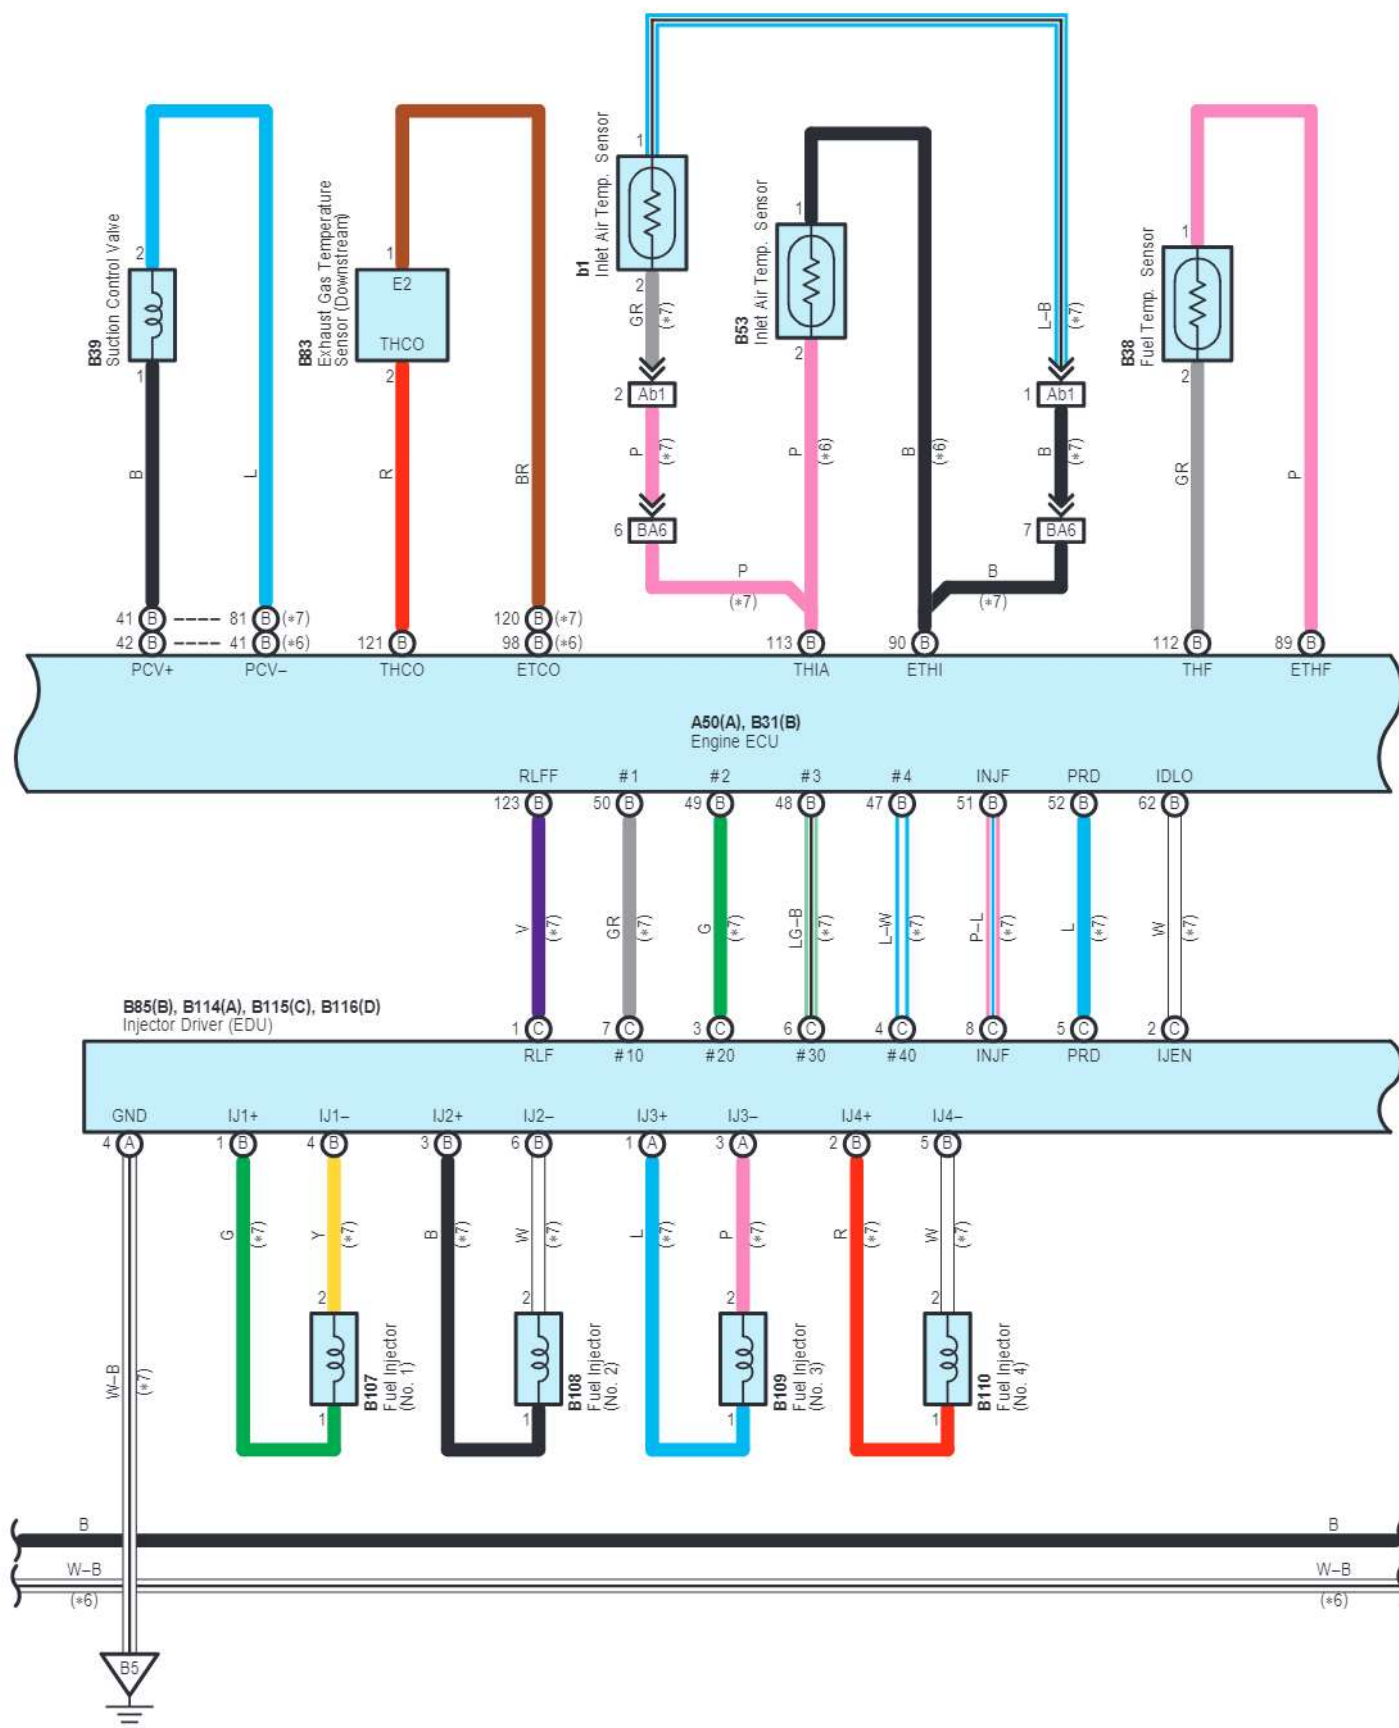 1
Inlet Air Temp. Sensor
b1
2
GR
(*7)
2 Ab1
P
(*7)
6 BA6
P
(*7)
1
B53
Inlet Air Temp. Sensor
2
P
(*6)
B
(*6)
L–B
(*7)
1 Ab1
B
(*7)
7 BA6
B
(*7)
B39
Suction Control Valve
2
1
B
L
B83
Exhaust Gas Temperature
Sensor (Downstream)
1
E2
THCO
2
R
BR
B38
Fuel Temp. Sensor
1
2
GR
P
41 B 81 B (*7) 120 B (*7)
42 B 41 B (*6) 121 B 98 B (*6) 113 B 90 B 112 B 89 B
PCV+ PCV– THCO ETCO THIA ETHI THF ETHF
A50(A), B31(B)
Engine ECU
RLFF #1 #2 #3 #4 INJF PRD IDLO
123 B 50 B 49 B 48 B 47 B 51 B 52 B 62 B
V (*7) GR (*7) G (*7) LG–B (*7) L–W (*7) P–L (*7) L (*7) W (*7)
B85(B), B114(A), B115(C), B116(D)
Injector Driver (EDU)
1 C 7 C 3 C 6 C 4 C 8 C 5 C 2 C
RLF #10 #20 #30 #40 INJF PRD IJEN
GND IJ1+ IJ1– IJ2+ IJ2– IJ3+ IJ3– IJ4+ IJ4–
4 A 1 B 4 B 3 B 6 B 1 A 3 A 2 B 5 B
G (*7) Y (*7) B (*7) W (*7) L (*7) P (*7) R (*7) W (*7)
2 2 2 2
W–B (*7)
B107
Fuel Injector
(No. 1)
B108
Fuel Injector
(No. 2)
B109
Fuel Injector
(No. 3)
B110
Fuel Injector
(No. 4)
1 1 1 1
B B
W–B W–B
(*6) (*6)
B5